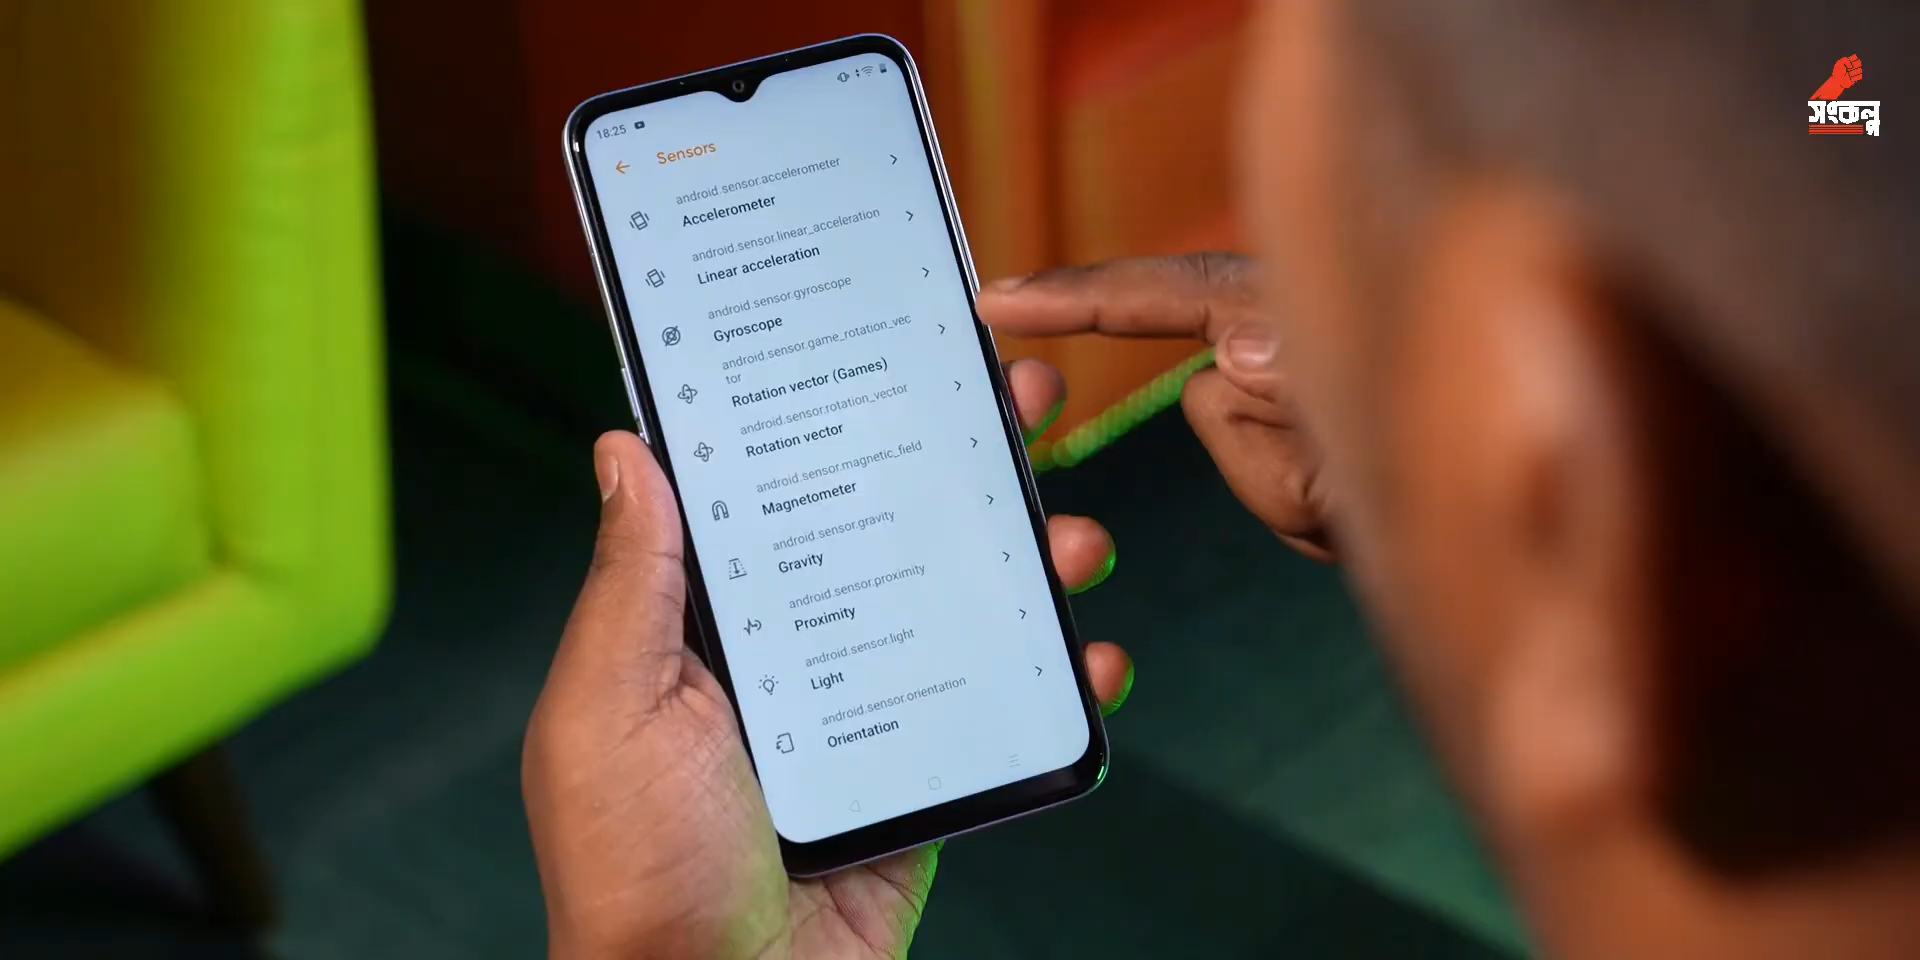 18:25
Sensors
android.sensor.accelerometer
Accelerometer
android.sensor.linear_acceleration
Linear acceleration
android.sensor.gyroscope
Gyroscope
android.sensor.game_rotation_vec
tor
Rotation vector (Games)
android.sensor.rotation_vector
Rotation vector
android.sensor.magnetic_field
Magnetometer
android.sensor.gravity
Gravity
android.sensor.proximity
Proximity
android.sensor.light
Light
android.sensor.orientation
Orientation
সংকল্প